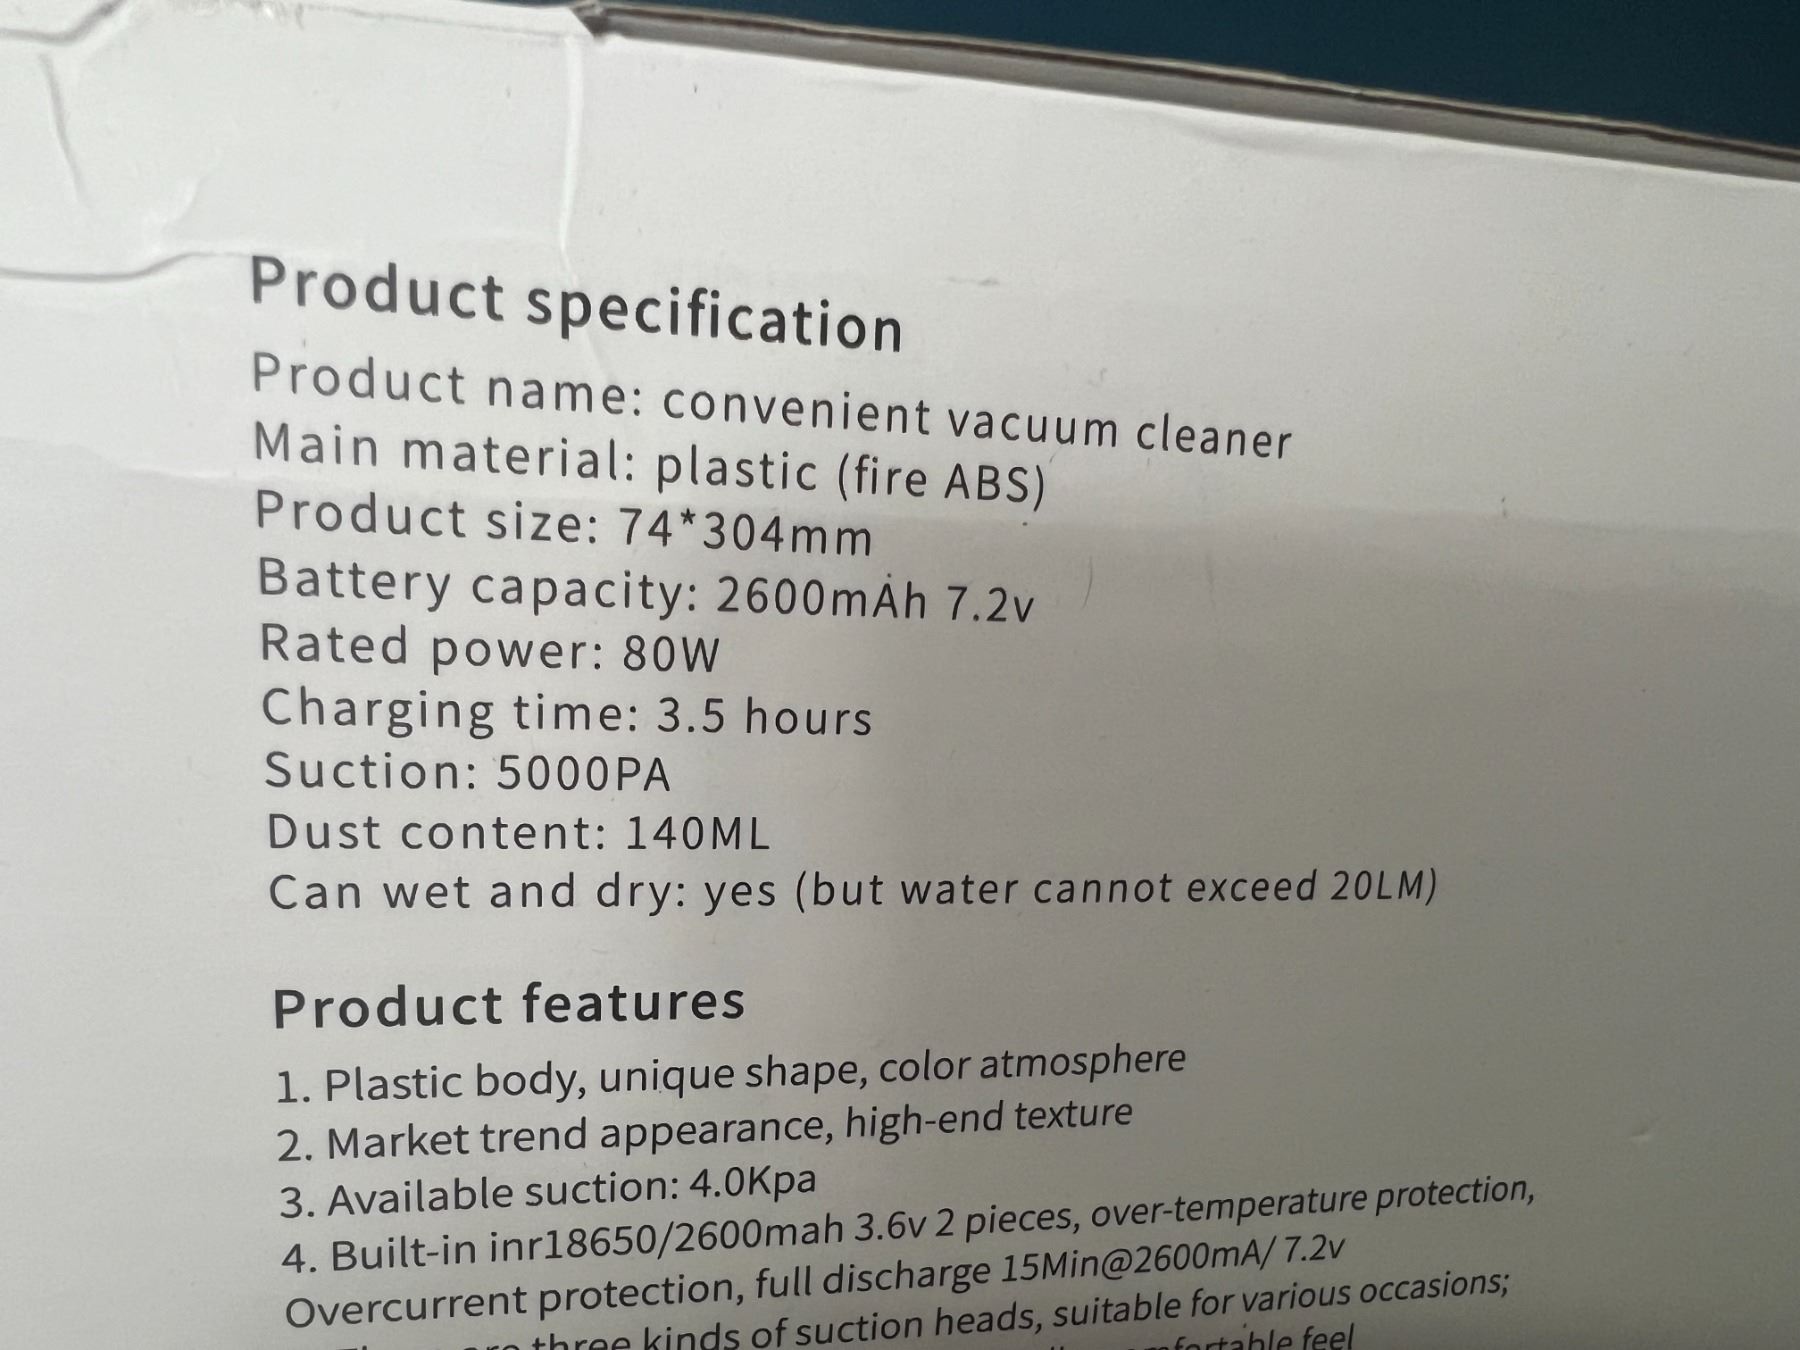 Product specification
Product name: convenient vacuum cleaner
Main material: plastic (fire ABS)
Product size: 74*304mm
Battery capacity: 2600mAh 7.2v
Rated power: 80W
Charging time: 3.5 hours
Suction: 5000PA
Dust content: 140ML
Can wet and dry: yes (but water cannot exceed 20LM)
Product features
1. Plastic body, unique shape, color atmosphere
2. Market trend appearance, high-end texture
3. Available suction: 4.0Kpa
4. Built-in inr18650/2600mah 3.6v 2 pieces, over-temperature protection,
Overcurrent protection, full discharge 15Min@2600mA/ 7.2v
three kinds of suction heads, suitable for various occasions;
feel